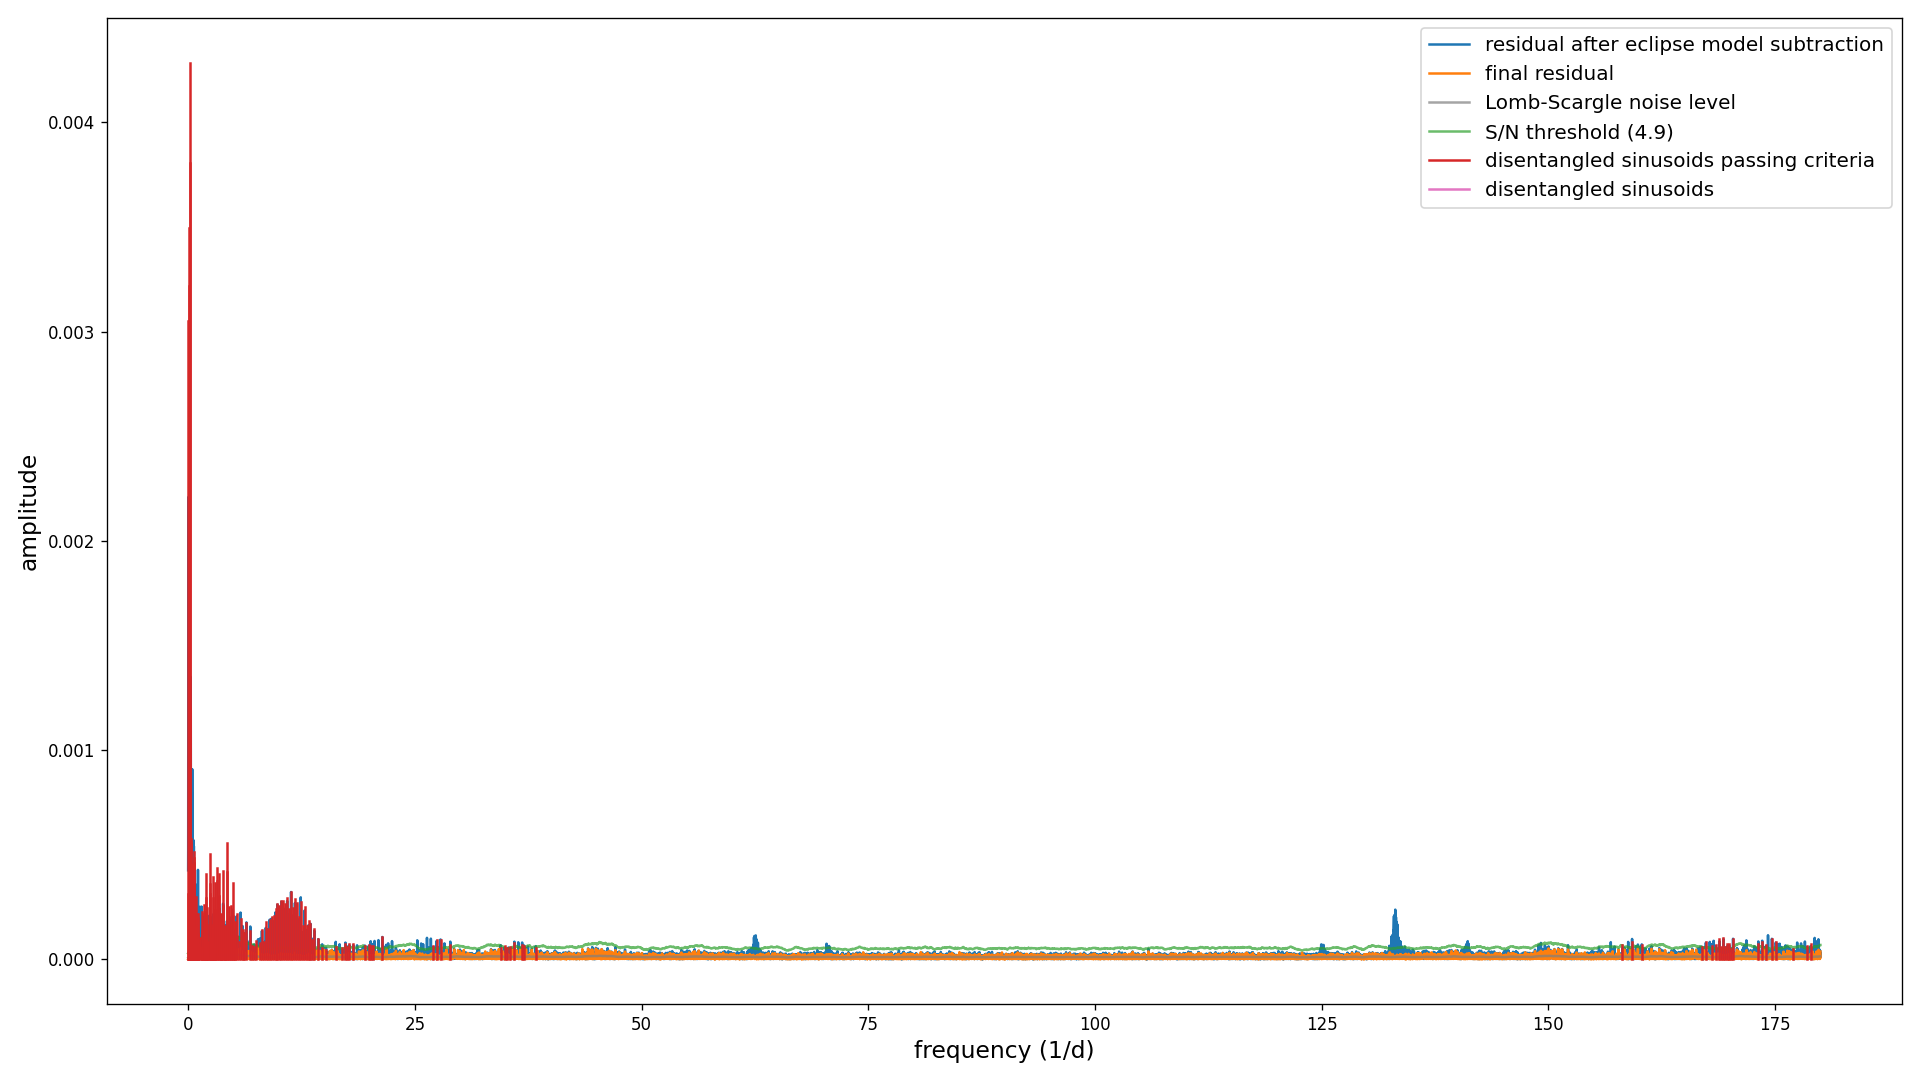 residual after eclipse model subtraction
final residual
Lomb-Scargle noise level
S/N threshold (4.9)
disentangled sinusoids passing criteria
disentangled sinusoids
amplitude
0.004
0.003
0.002
0.001
0.000
0 25 50 75 100 125 150 175
frequency (1/d)